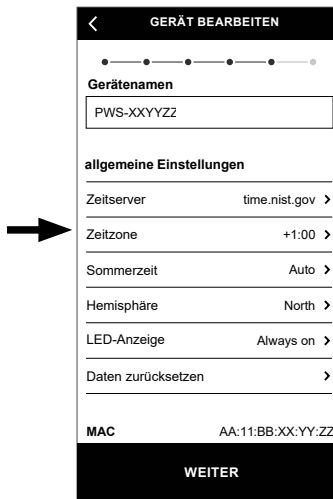 GERÄT BEARBEITEN
Gerätenamen
PWS-XXYYZZ
allgemeine Einstellungen
Zeitserver time.nist.gov
Zeitzone +1:00
Sommerzeit Auto
Hemisphäre North
LED-Anzeige Always on
Daten zurücksetzen
MAC AA:11:BB:XX:YY:ZZ
WEITER